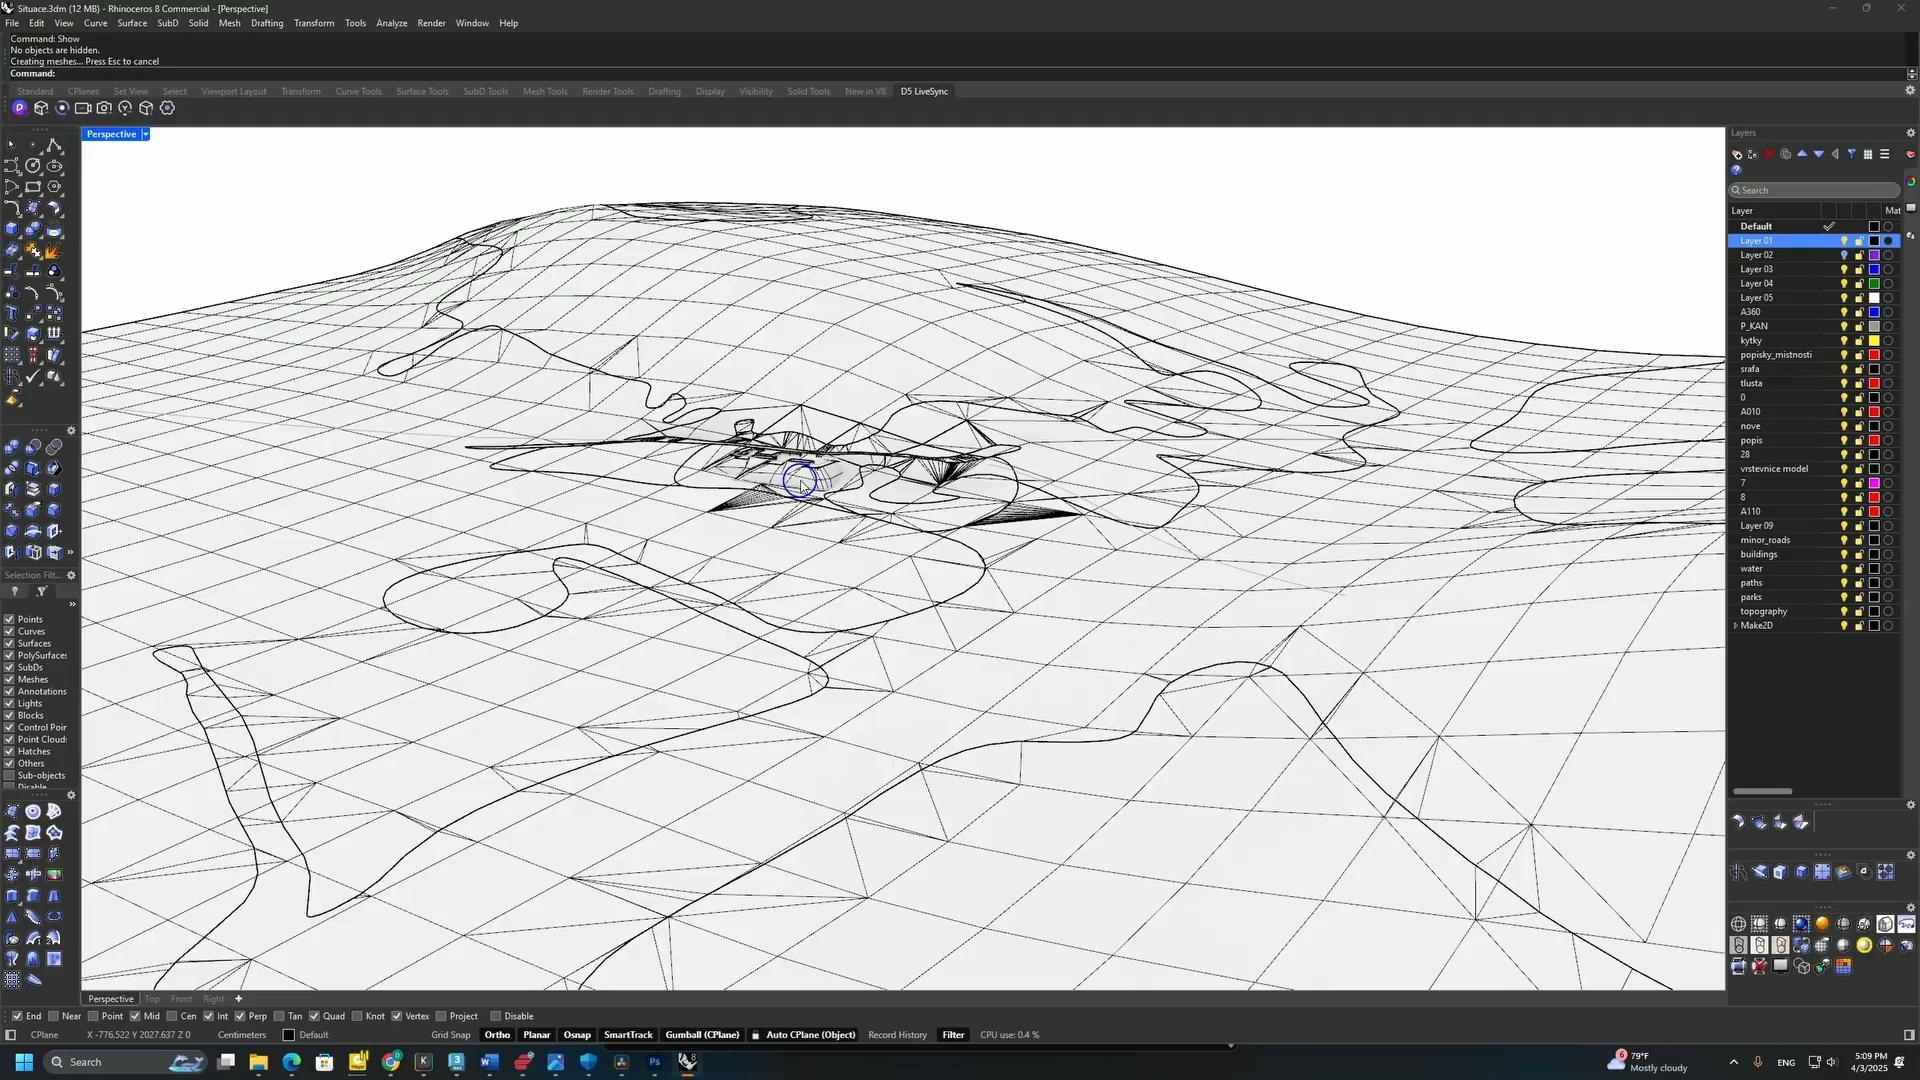 Situace.3dm (12 MB) - Rhinoceros 8 Commercial - [Perspective]
File Edit View Curve Surface SubD Solid Mesh Drafting Transform Tools Analyze Render Window Help
Command: Show
No objects are hidden.
Creating meshes... Press Esc to cancel
Command:
Standard CPlanes Set View Select Viewport Layout Transform Curve Tools Surface Tools SubD Tools Mesh Tools Render Tools Drafting Display Visibility Solid Tools New in V8 D5 LiveSync
Perspective
Layers
Search
Layer Mat
Default
Layer 01
Layer 02
Layer 03
Layer 04
Layer 05
A360
P_KAN
kytky
popisky_mistnosti
srafa
tlusta
0
A010
nove
popis
28
vrstevnice model
7
8
A110
Layer 09
minor_roads
buildings
water
paths
parks
topography
Make2D
Selection Filt...
Points
Curves
Surfaces
PolySurfaces
SubDs
Meshes
Annotations
Lights
Blocks
Control Poin
Point Clouds
Hatches
Others
Sub-objects
Disable
Perspective Top Front Right
End Near Point Mid Cen Int Perp Tan Quad Knot Vertex Project Disable
CPlane X -776.522 Y 2027.637 Z 0 Centimeters Default Grid Snap Ortho Planar Osnap SmartTrack Gumball (CPlane) Auto CPlane (Object) Record History Filter CPU use: 0.4 %
Search
6 79°F
Mostly cloudy
ENG
5:09 PM
4/3/2025